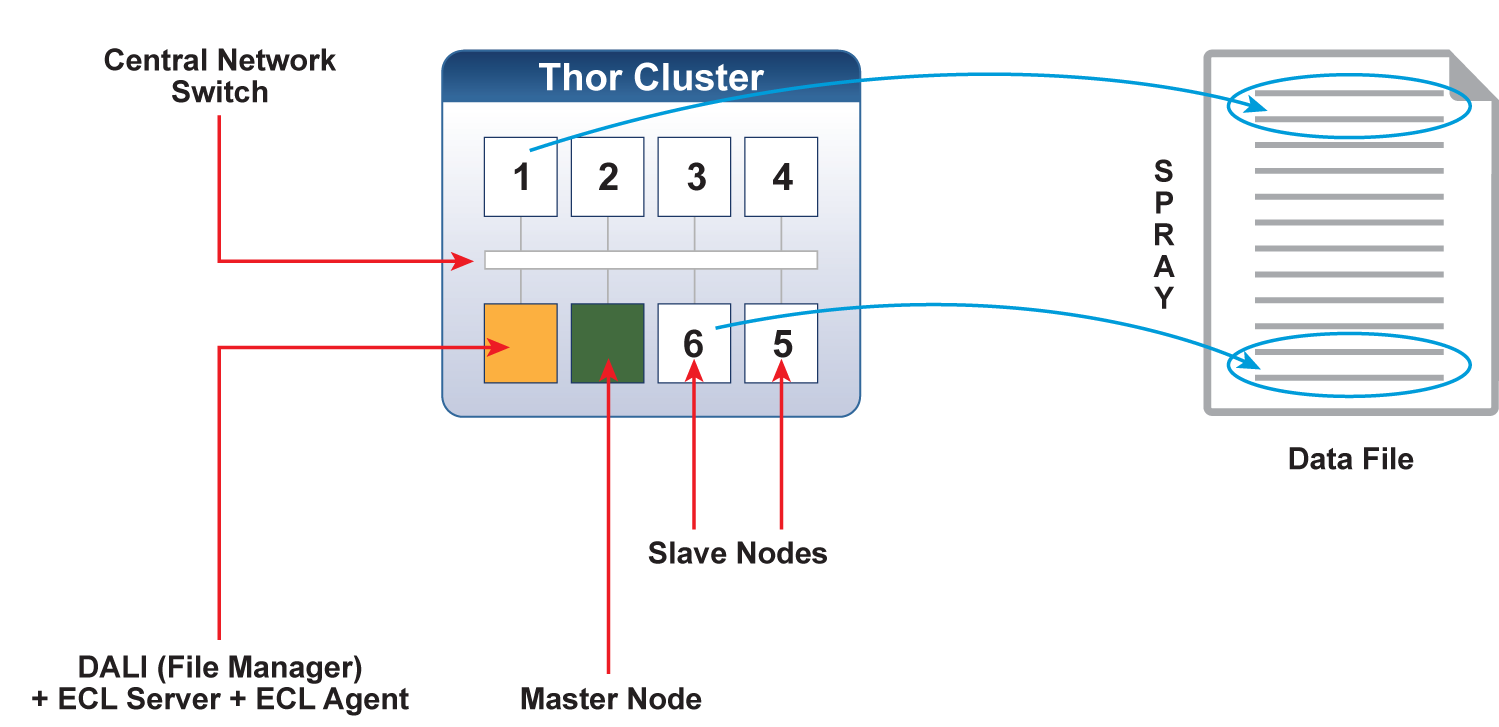 Central Network
Switch
Thor Cluster
1 2 3 4
6 5
S
P
R
A
Y
Data File
Slave Nodes
DALI (File Manager)
+ ECL Server + ECL Agent
Master Node